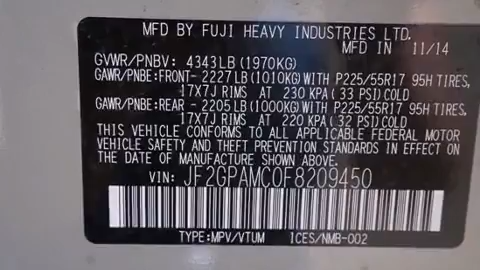 MFD BY FUJI HEAVY INDUSTRIES LTD.
MFD IN 11/14
GVWR/PNBV: 4343LB (1970KG)
GAWR/PNBE:FRONT- 2227LB (1010KG)WITH P225/55R17 95H TIRES,
17X7J RIMS AT 230 KPA (33 PSI) COLD
GAWR/PNBE:REAR - 2205LB (1000KG)WITH P225/55R17 95H TIRES,
17X7J RIMS AT 220 KPA (32 PSI) COLD
THIS VEHICLE CONFORMS TO ALL APPLICABLE FEDERAL MOTOR
VEHICLE SAFETY AND THEFT PREVENTION STANDARDS IN EFFECT ON
THE DATE OF MANUFACTURE SHOWN ABOVE.
VIN: JF2GPAMC0F8209450
TYPE:MPV/VTUM ICES/NMB-002